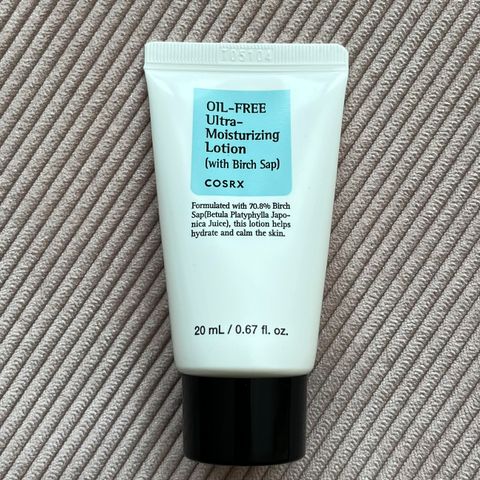 OIL-FREE
Ultra-
Moisturizing
Lotion
(with Birch Sap)
COSRX
Formulated with 70.8% Birch
Sap(Betula Platyphylla Japo-
nica Juice), this lotion helps
hydrate and calm the skin.
20 mL / 0.67 fl. oz.